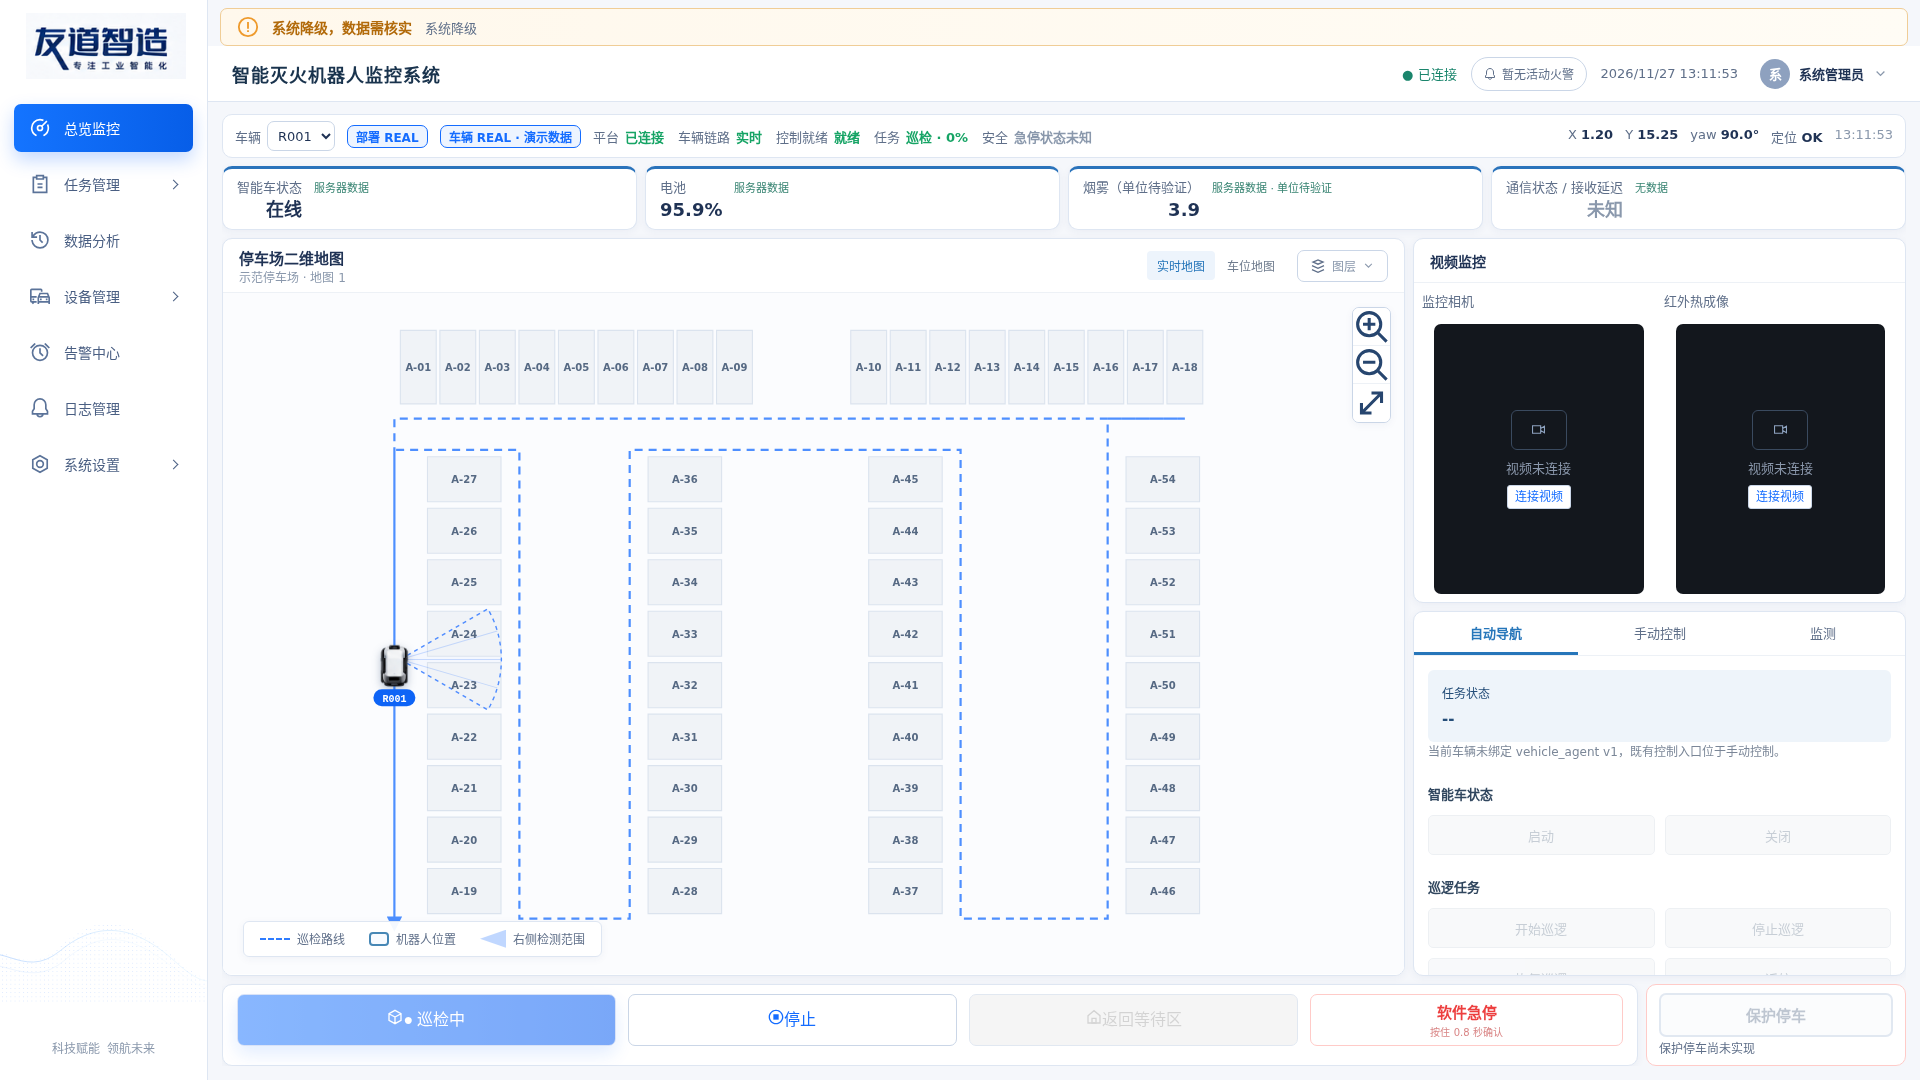 友道智造
专注工业智能化
总览监控
任务管理
数据分析
设备管理
告警中心
日志管理
系统设置
科技赋能 领航未来
系统降级，数据需核实 系统降级
智能灭火机器人监控系统
已连接
暂无活动火警
2026/11/27 13:11:53
系 系统管理员
车辆 R001 部署 REAL 车辆 REAL · 演示数据 平台 已连接 车辆链路 实时 控制就绪 就绪 任务 巡检 · 0% 安全 急停状态未知
X 1.20 Y 15.25 yaw 90.0° 定位 OK 13:11:53
智能车状态 服务器数据
在线
电池 服务器数据
95.9%
烟雾（单位待验证） 服务器数据 · 单位待验证
3.9
通信状态 / 接收延迟 无数据
未知
停车场二维地图
示范停车场 · 地图 1
实时地图 车位地图 图层
A-01 A-02 A-03 A-04 A-05 A-06 A-07 A-08 A-09 A-10 A-11 A-12 A-13 A-14 A-15 A-16 A-17 A-18
A-27 A-36 A-45 A-54
A-26 A-35 A-44 A-53
A-25 A-34 A-43 A-52
A-24 A-33 A-42 A-51
A-23 A-32 A-41 A-50
R001
A-22 A-31 A-40 A-49
A-21 A-30 A-39 A-48
A-20 A-29 A-38 A-47
A-19 A-28 A-37 A-46
巡检路线 机器人位置 右侧检测范围
视频监控
监控相机 红外热成像
视频未连接 视频未连接
连接视频 连接视频
自动导航 手动控制 监测
任务状态
--
当前车辆未绑定 vehicle_agent v1，既有控制入口位于手动控制。
智能车状态
启动 关闭
巡逻任务
开始巡逻 停止巡逻
巡检中
停止
返回等待区
软件急停
按住 0.8 秒确认
保护停车
保护停车尚未实现